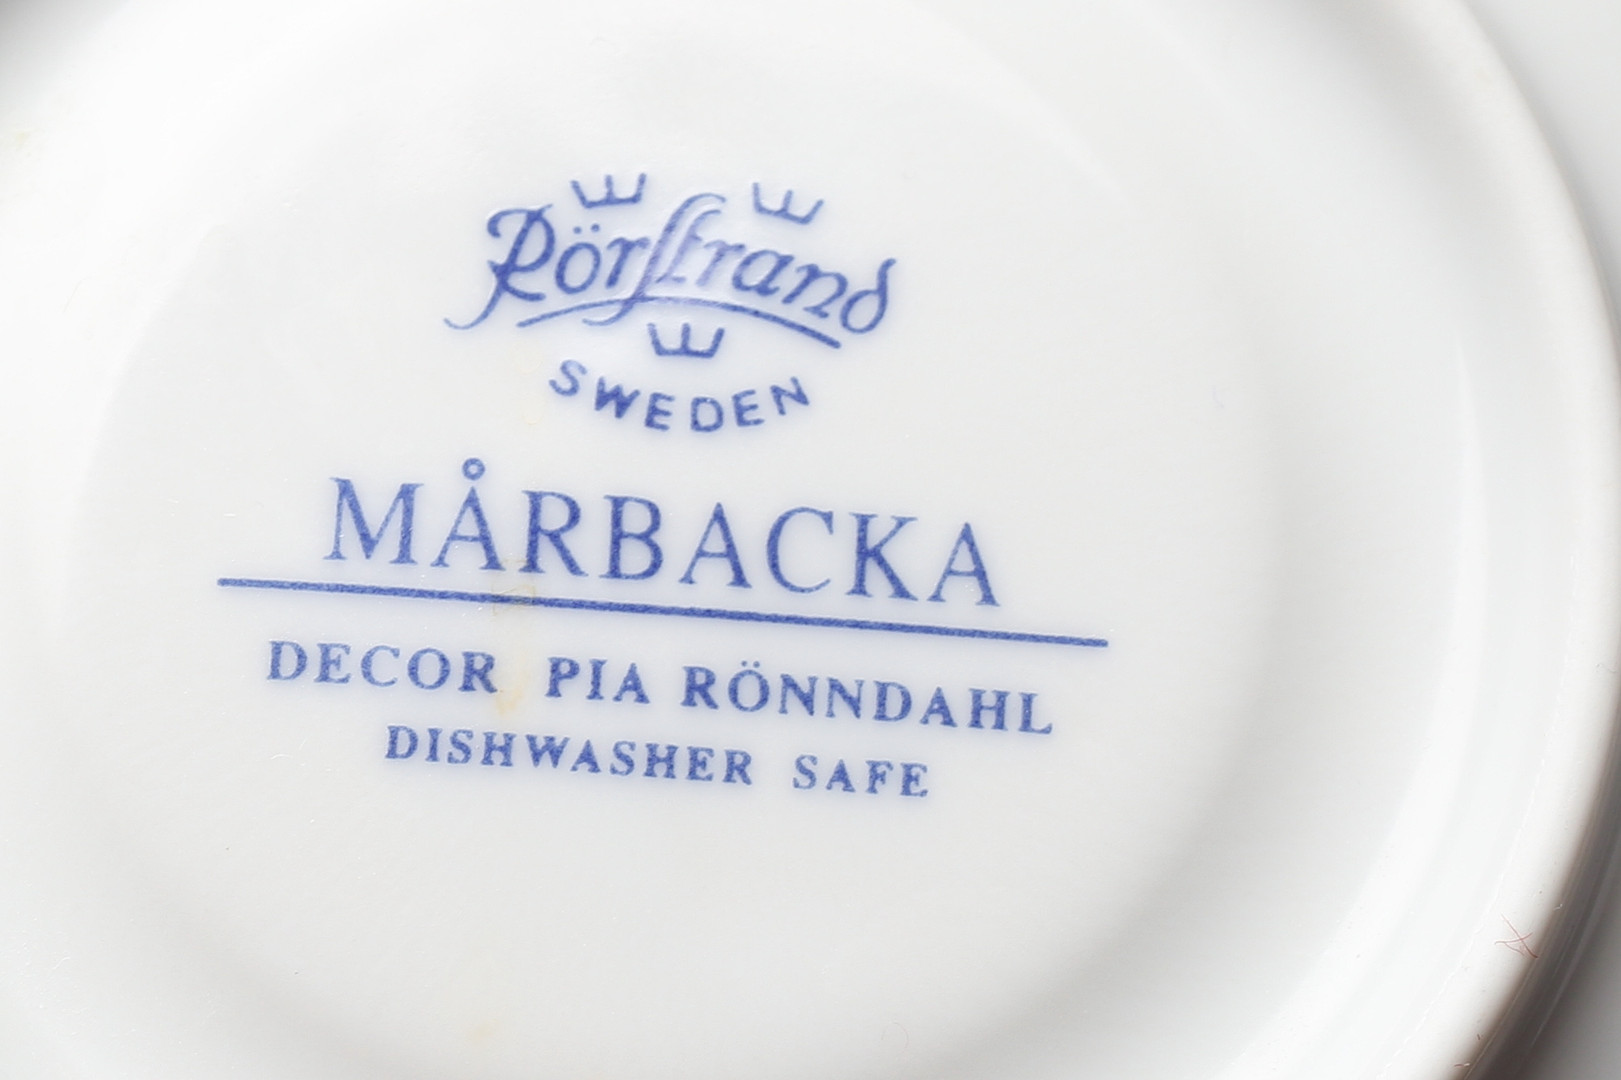 Rörstrand
SWEDEN
MÅRBACKA
DECOR PIA RÖNNDAHL
DISHWASHER SAFE